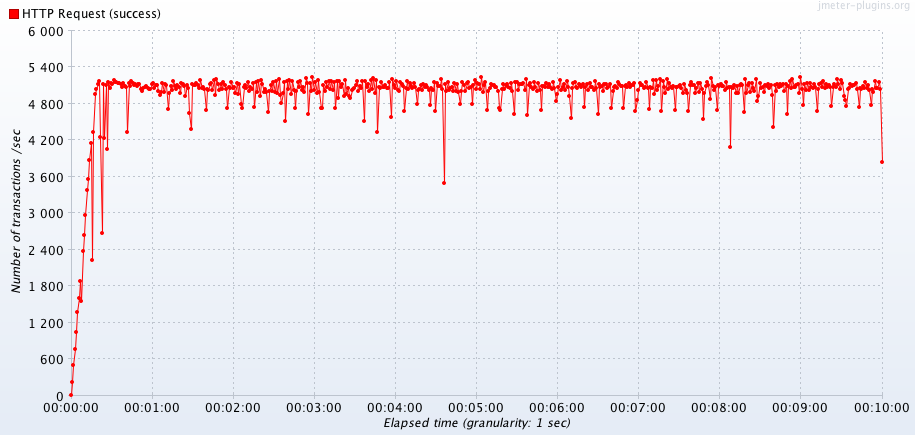 jmeter-plugins.org
HTTP Request (success)
6 000
5 400
4 800
4 200
3 600
3 000
2 400
1 800
1 200
600
0
Number of transactions /sec
00:00:00 00:01:00 00:02:00 00:03:00 00:04:00 00:05:00 00:06:00 00:07:00 00:08:00 00:09:00 00:10:00
Elapsed time (granularity: 1 sec)